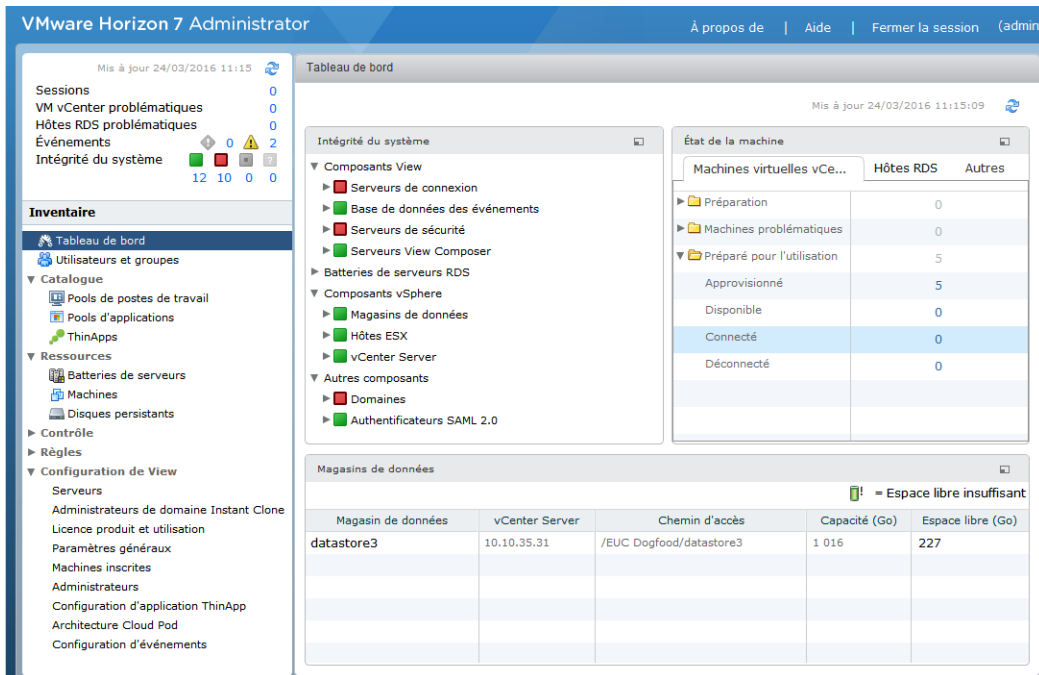 VMware Horizon 7 Administrator
À propos de | Aide | Fermer la session (admin
Mis à jour 24/03/2016 11:15
Sessions 0
VM vCenter problématiques 0
Hôtes RDS problématiques 0
Événements 0 2
Intégrité du système
12 10 0 0
Inventaire
Tableau de bord
Utilisateurs et groupes
Catalogue
Pools de postes de travail
Pools d'applications
ThinApps
Ressources
Batteries de serveurs
Machines
Disques persistants
Contrôle
Règles
Configuration de View
Serveurs
Administrateurs de domaine Instant Clone
Licence produit et utilisation
Paramètres généraux
Machines inscrites
Administrateurs
Configuration d'application ThinApp
Architecture Cloud Pod
Configuration d'événements
Tableau de bord
Mis à jour 24/03/2016 11:15:09
Intégrité du système
Composants View
Serveurs de connexion
Base de données des événements
Serveurs de sécurité
Serveurs View Composer
Batteries de serveurs RDS
Composants vSphere
Magasins de données
Hôtes ESX
vCenter Server
Autres composants
Domaines
Authentificateurs SAML 2.0
État de la machine
Machines virtuelles vCe... Hôtes RDS Autres
Préparation 0
Machines problématiques 0
Préparé pour l'utilisation 5
Approvisionné 5
Disponible 0
Connecté 0
Déconnecté 0
Magasins de données
! = Espace libre insuffisant
Magasin de données vCenter Server Chemin d'accès Capacité (Go) Espace libre (Go)
datastore3 10.10.35.31 /EUC Dogfood/datastore3 1 016 227